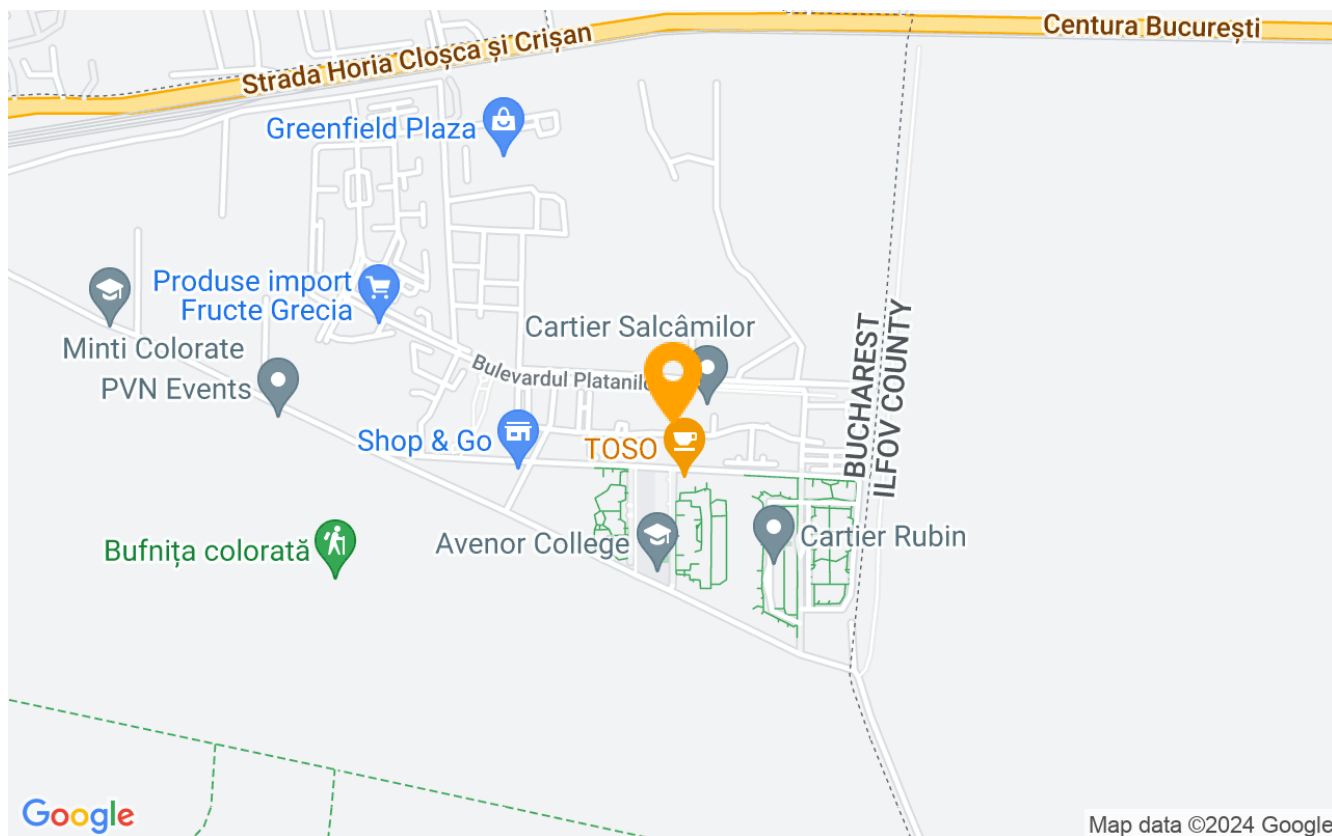 Centura București
Strada Horia Cloșca și Crișan
Greenfield Plaza
Produse import
Fructe Grecia
Minti Colorate
PVN Events
Cartier Salcâmilor
Bulevardul Platanilo
BUCHAREST
ILFOV COUNTY
Shop & Go
TOSO
Avenor College
Cartier Rubin
Bufnița colorată
Google
Map data ©2024 Google